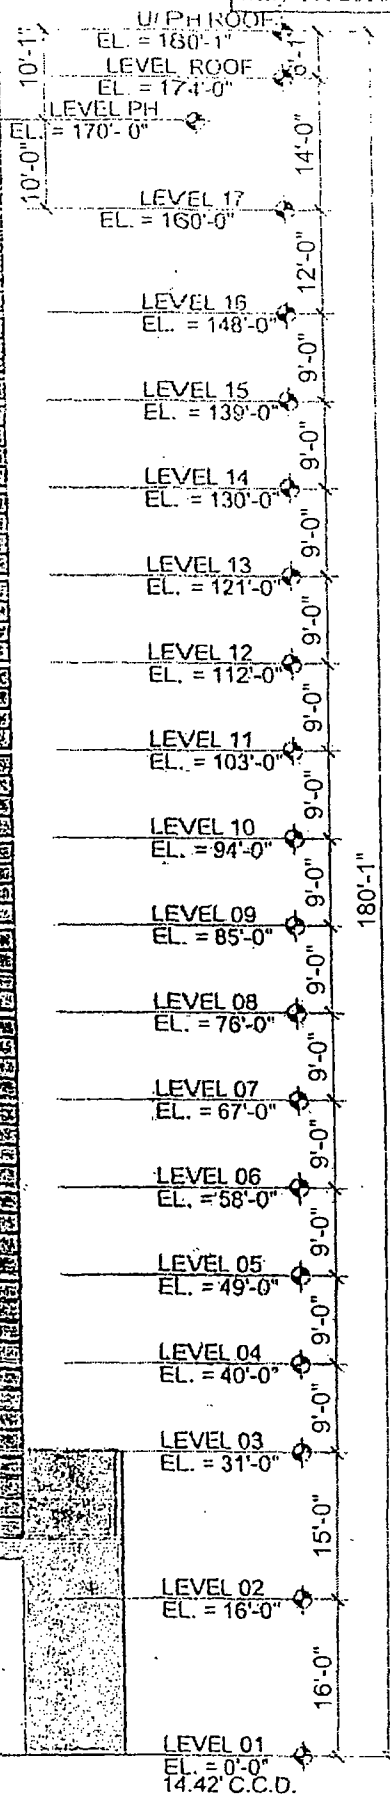 U/ PH ROOF
EL. = 180'-1"
LEVEL ROOF
EL. = 174'-0"
LEVEL PH
EL. = 170'-0"
10'-1"
10'-0"
6'-1"
14'-0"
LEVEL 17
EL. = 160'-0"
12'-0"
LEVEL 16
EL. = 148'-0"
9'-0"
LEVEL 15
EL. = 139'-0"
9'-0"
LEVEL 14
EL. = 130'-0"
9'-0"
LEVEL 13
EL. = 121'-0"
9'-0"
LEVEL 12
EL. = 112'-0"
9'-0"
LEVEL 11
EL. = 103'-0"
9'-0"
LEVEL 10
EL. = 94'-0"
9'-0"
180'-1"
LEVEL 09
EL. = 85'-0"
9'-0"
LEVEL 08
EL. = 76'-0"
9'-0"
LEVEL 07
EL. = 67'-0"
9'-0"
LEVEL 06
EL. = 58'-0"
9'-0"
LEVEL 05
EL. = 49'-0"
9'-0"
LEVEL 04
EL. = 40'-0"
9'-0"
LEVEL 03
EL. = 31'-0"
15'-0"
LEVEL 02
EL. = 16'-0"
16'-0"
LEVEL 01
EL. = 0'-0"
14.42' C.C.D.